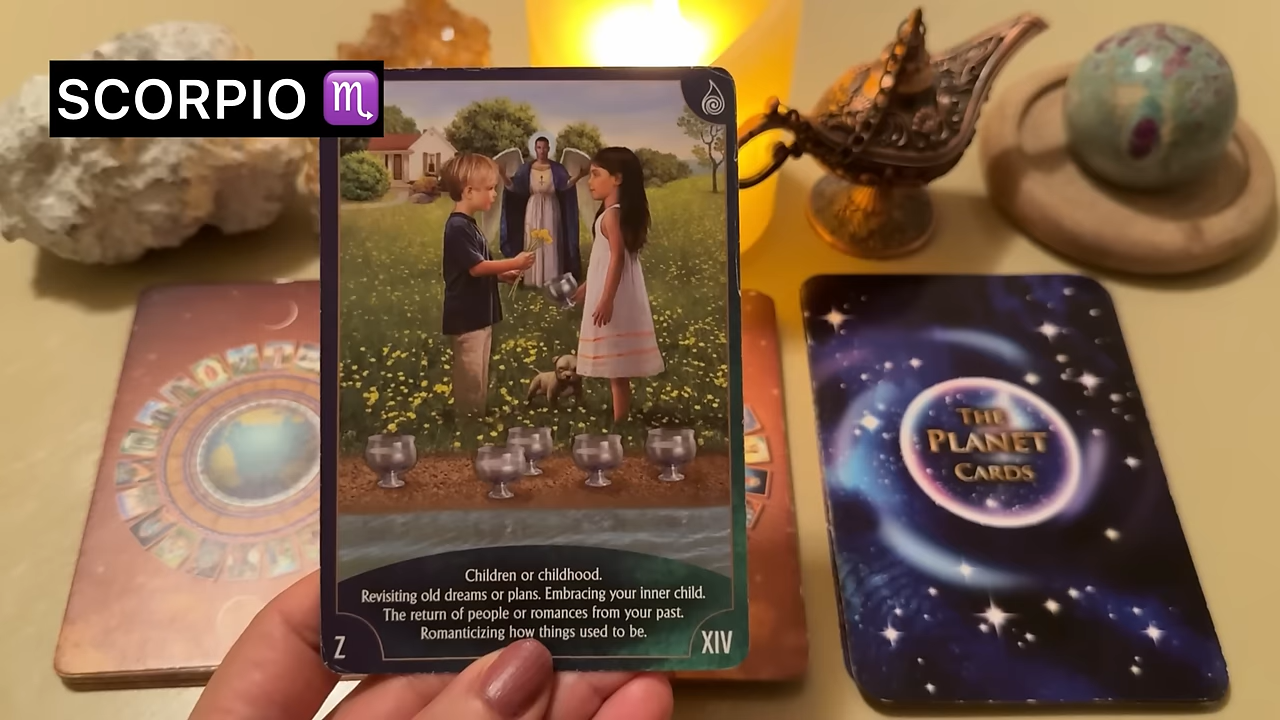 SCORPIO ♏
Children or childhood.
Revisiting old dreams or plans. Embracing your inner child.
The return of people or romances from your past.
Romanticizing how things used to be.
Z
XIV
THE
PLANET
CARDS